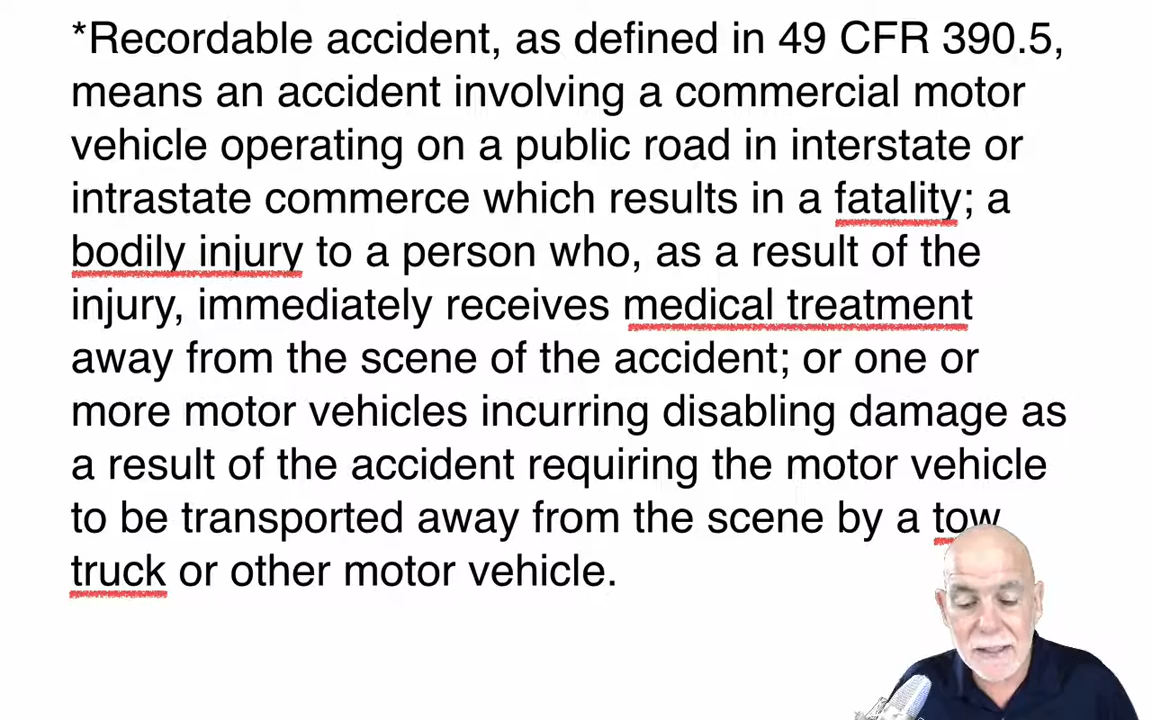 *Recordable accident, as defined in 49 CFR 390.5,
means an accident involving a commercial motor
vehicle operating on a public road in interstate or
intrastate commerce which results in a fatality; a
bodily injury to a person who, as a result of the
injury, immediately receives medical treatment
away from the scene of the accident; or one or
more motor vehicles incurring disabling damage as
a result of the accident requiring the motor vehicle
to be transported away from the scene by a tow
truck or other motor vehicle.